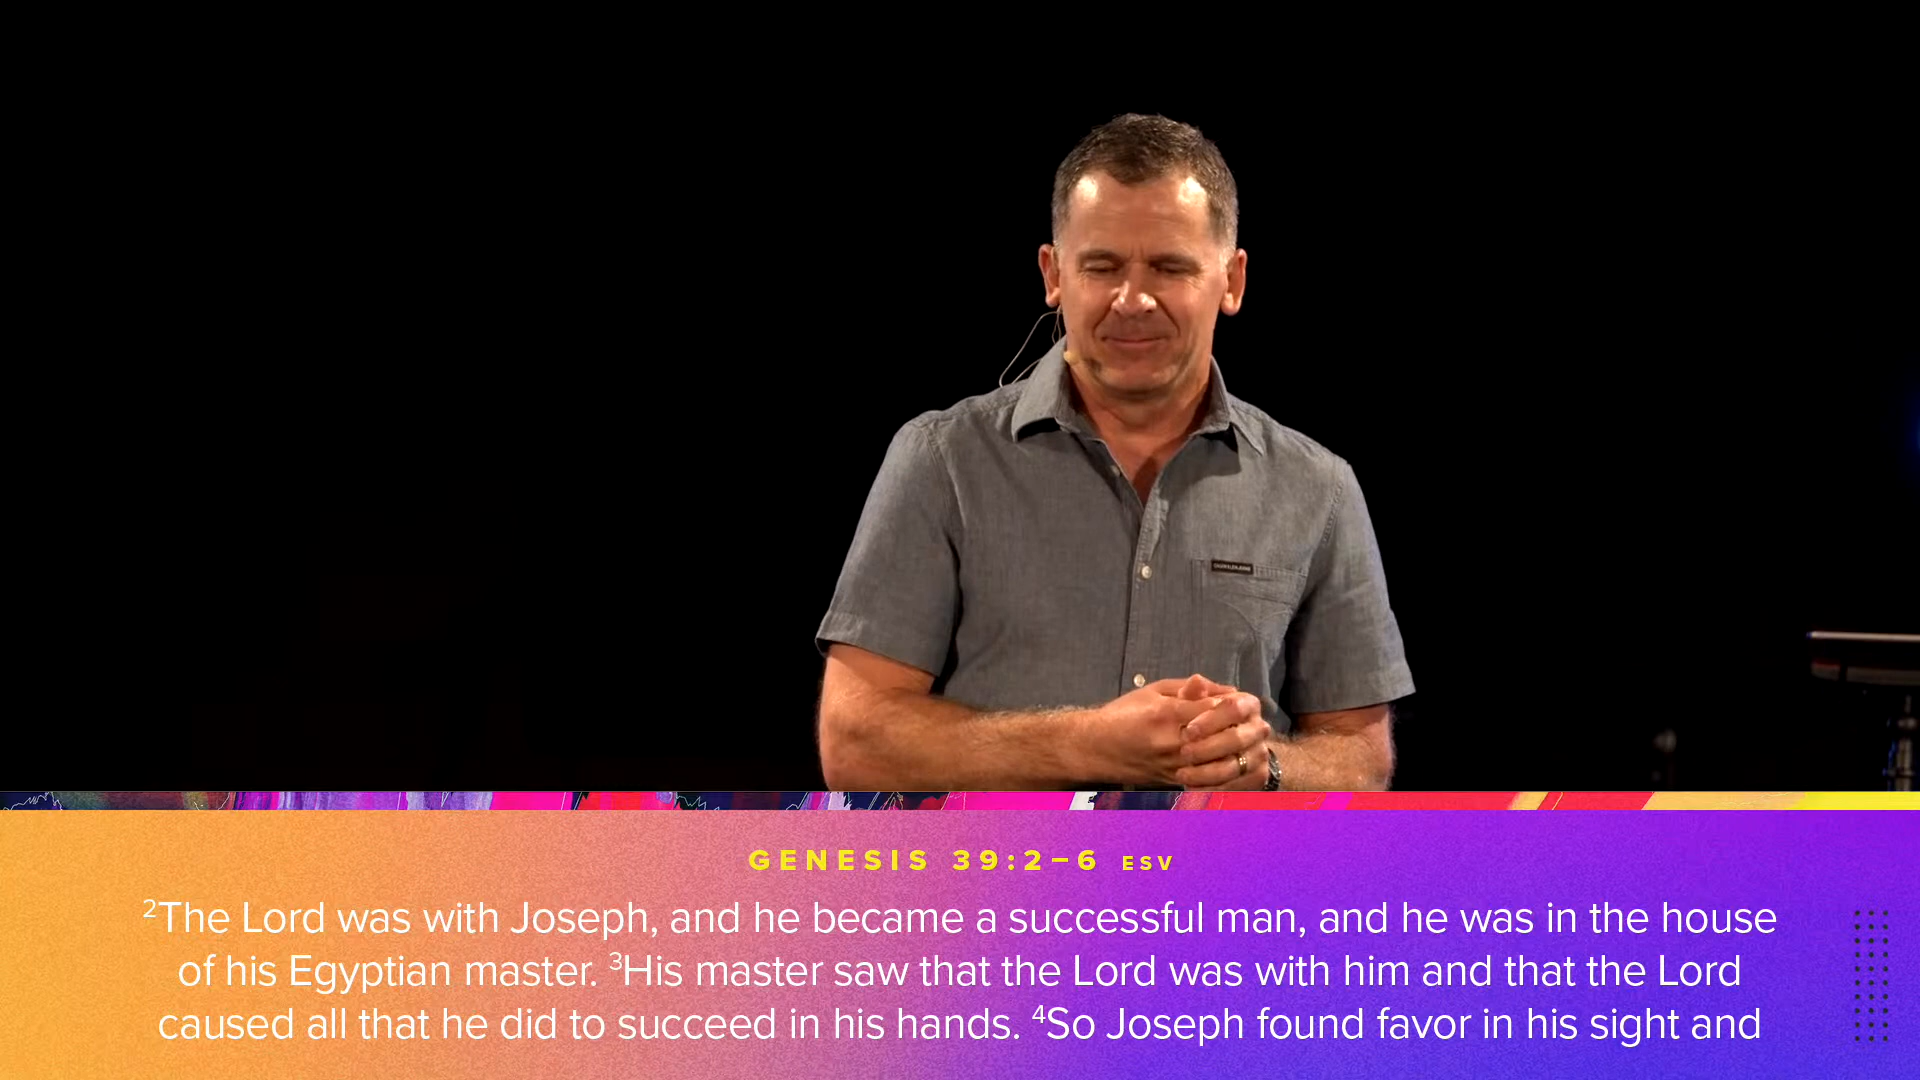 GENESIS 39:2–6 ESV
²The Lord was with Joseph, and he became a successful man, and he was in the house
of his Egyptian master. ³His master saw that the Lord was with him and that the Lord
caused all that he did to succeed in his hands. ⁴So Joseph found favor in his sight and